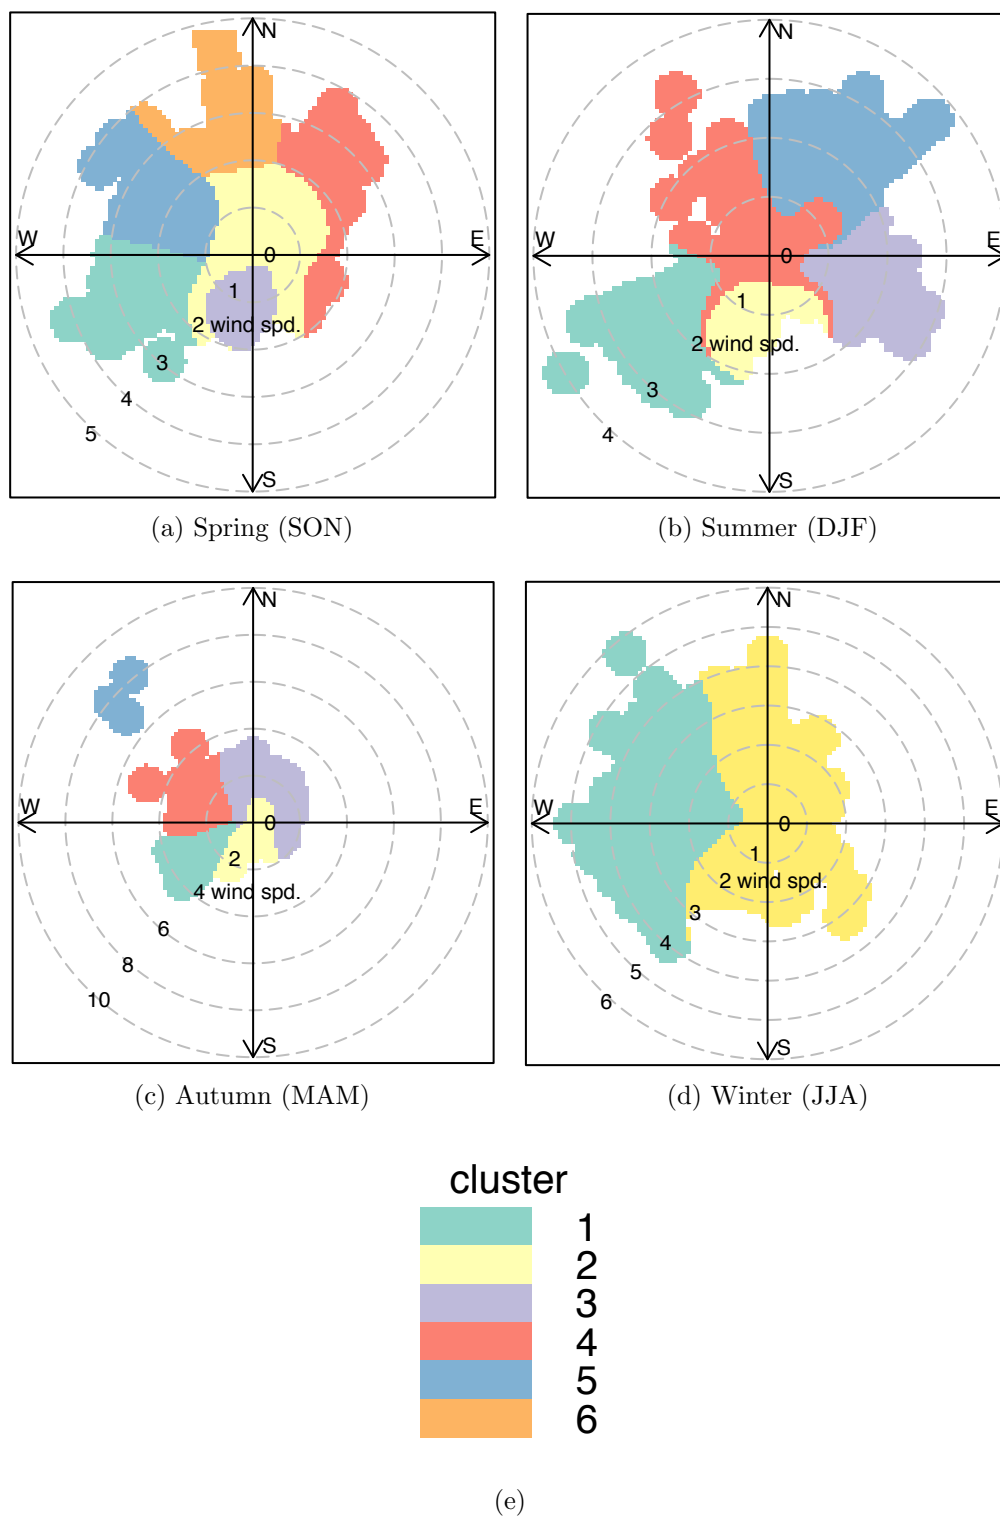 N
W
0
E
1
2 wind spd.
3
4
5
S
(a) Spring (SON)
N
W
0
E
1
2 wind spd.
3
4
S
(b) Summer (DJF)
N
W
0
E
2
4 wind spd.
6
8
10
S
(c) Autumn (MAM)
N
W
0
E
1
2 wind spd.
3
4
5
6
S
(d) Winter (JJA)
cluster
1
2
3
4
5
6
(e)